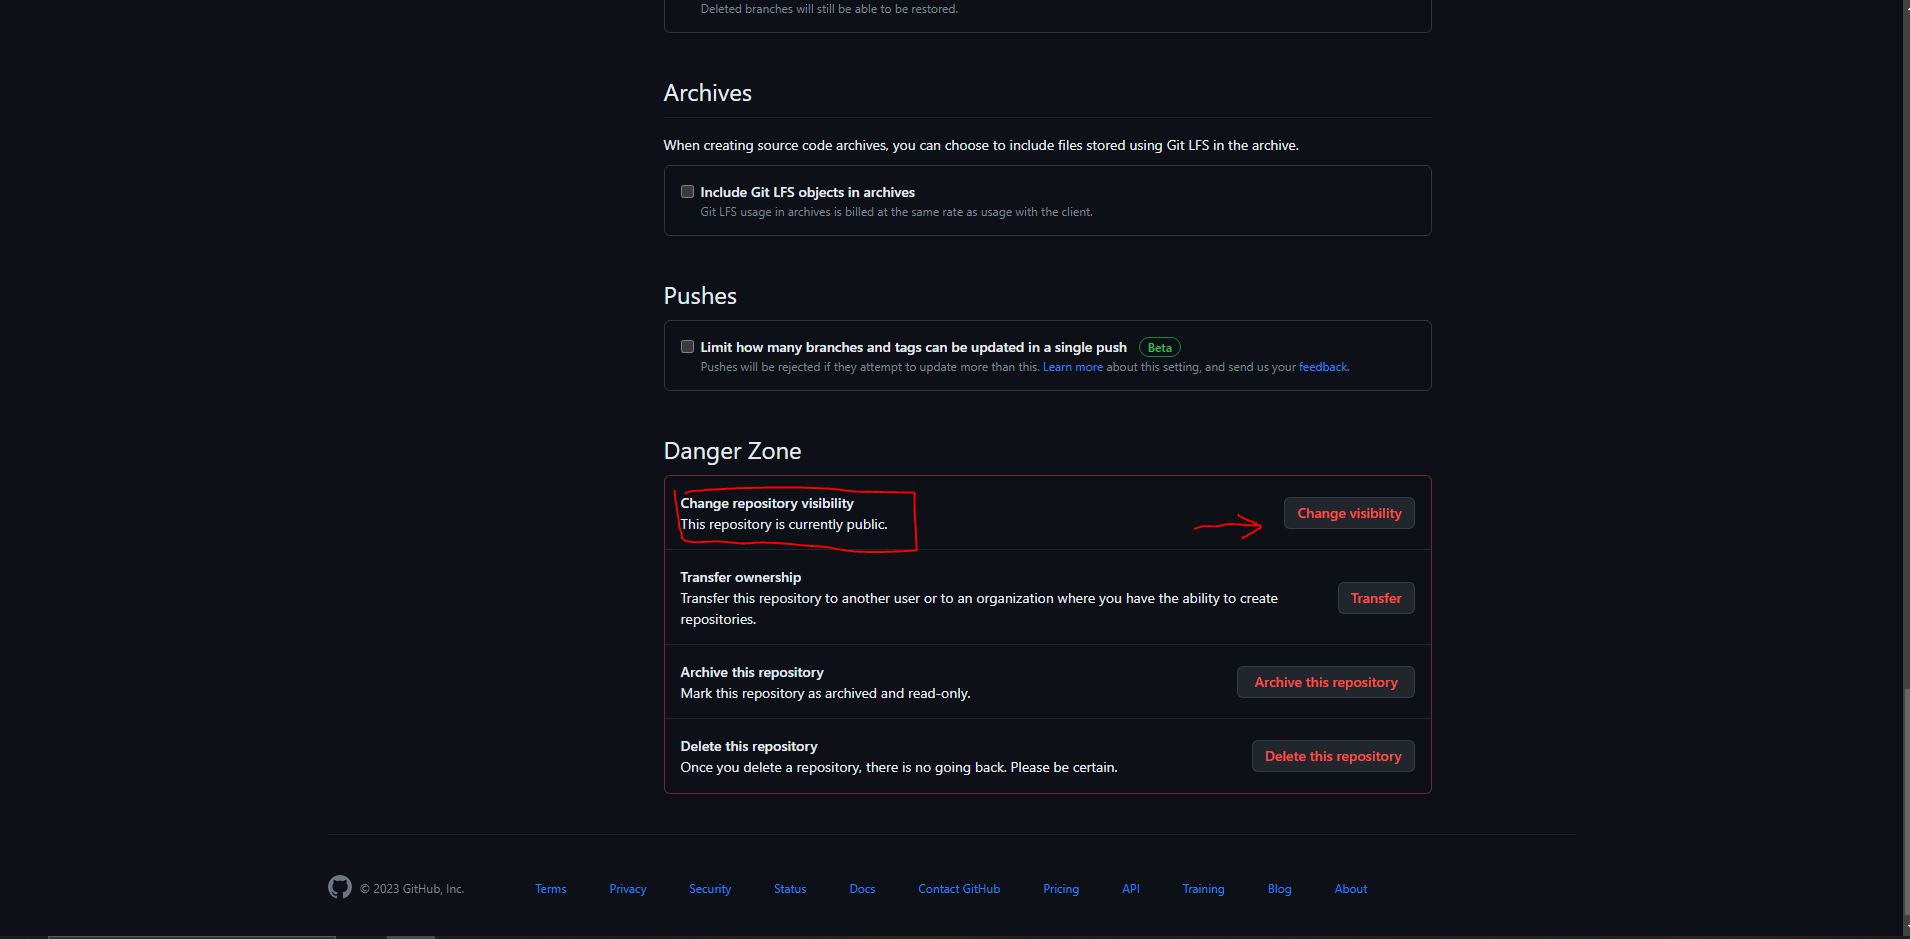 Deleted branches will still be able to be restored.
Archives
When creating source code archives, you can choose to include files stored using Git LFS in the archive.
Include Git LFS objects in archives
Git LFS usage in archives is billed at the same rate as usage with the client.
Pushes
Limit how many branches and tags can be updated in a single push Beta
Pushes will be rejected if they attempt to update more than this. Learn more about this setting, and send us your feedback.
Danger Zone
Change repository visibility
This repository is currently public.
Change visibility
Transfer ownership
Transfer this repository to another user or to an organization where you have the ability to create
repositories.
Transfer
Archive this repository
Mark this repository as archived and read-only.
Archive this repository
Delete this repository
Once you delete a repository, there is no going back. Please be certain.
Delete this repository
© 2023 GitHub, Inc. Terms Privacy Security Status Docs Contact GitHub Pricing API Training Blog About